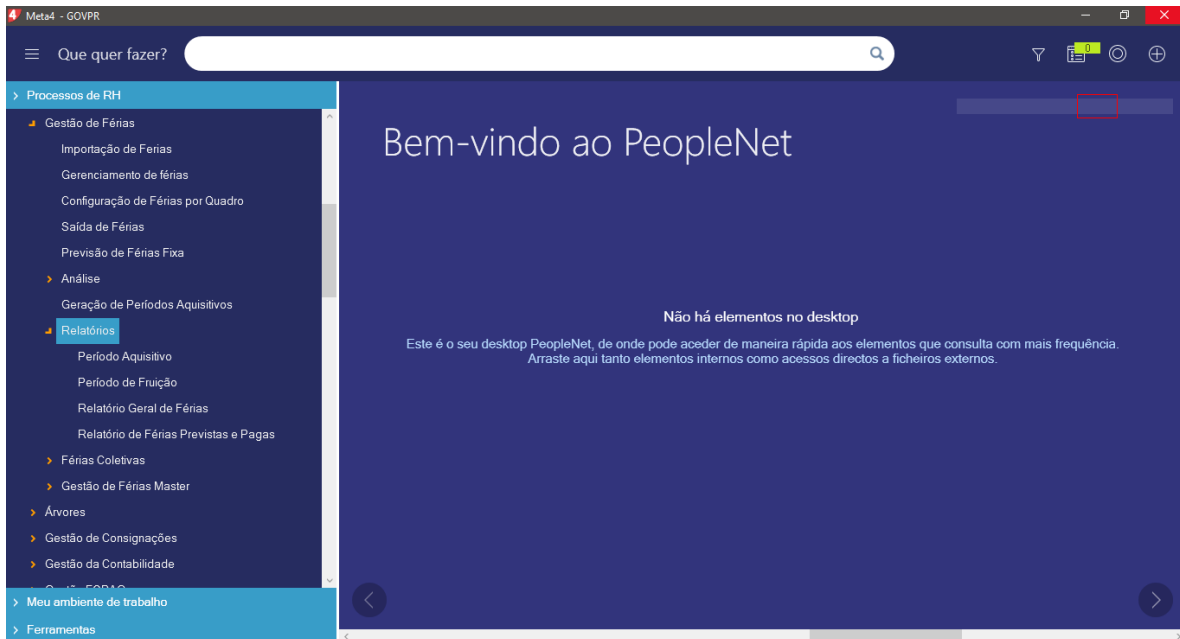 Meta4 - GOVPR
Que quer fazer?
0
Processos de RH
Gestão de Férias
Importação de Ferias
Gerenciamento de férias
Configuração de Férias por Quadro
Saída de Férias
Previsão de Férias Fixa
Análise
Geração de Períodos Aquisitivos
Relatórios
Período Aquisitivo
Período de Fruição
Relatório Geral de Férias
Relatório de Férias Previstas e Pagas
Férias Coletivas
Gestão de Férias Master
Árvores
Gestão de Consignações
Gestão da Contabilidade
Meu ambiente de trabalho
Ferramentas
Bem-vindo ao PeopleNet
Não há elementos no desktop
Este é o seu desktop PeopleNet, de onde pode aceder de maneira rápida aos elementos que consulta com mais frequência.
Arraste aqui tanto elementos internos como acessos directos a ficheiros externos.